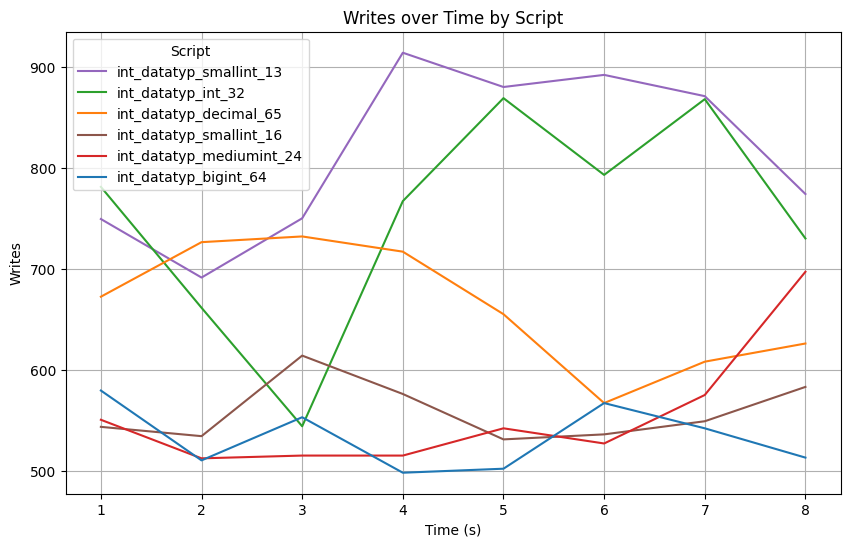 Writes over Time by Script
Script
int_datatyp_smallint_13
int_datatyp_int_32
int_datatyp_decimal_65
int_datatyp_smallint_16
int_datatyp_mediumint_24
int_datatyp_bigint_64
900
800
700
600
500
Writes
1 2 3 4 5 6 7 8
Time (s)